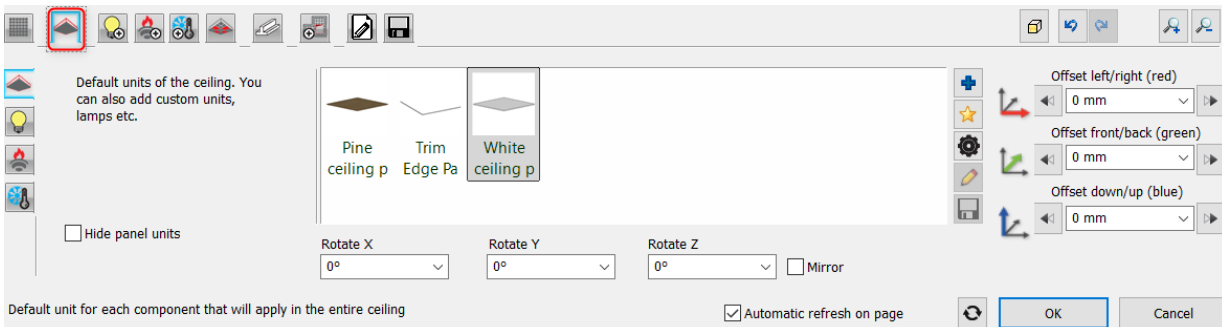 Default units of the ceiling. You
can also add custom units,
lamps etc.
Hide panel units
Pine
ceiling p
Trim
Edge Pa
White
ceiling p
Rotate X
0º
Rotate Y
0º
Rotate Z
0º
Mirror
Offset left/right (red)
0 mm
Offset front/back (green)
0 mm
Offset down/up (blue)
0 mm
Default unit for each component that will apply in the entire ceiling
Automatic refresh on page
OK
Cancel